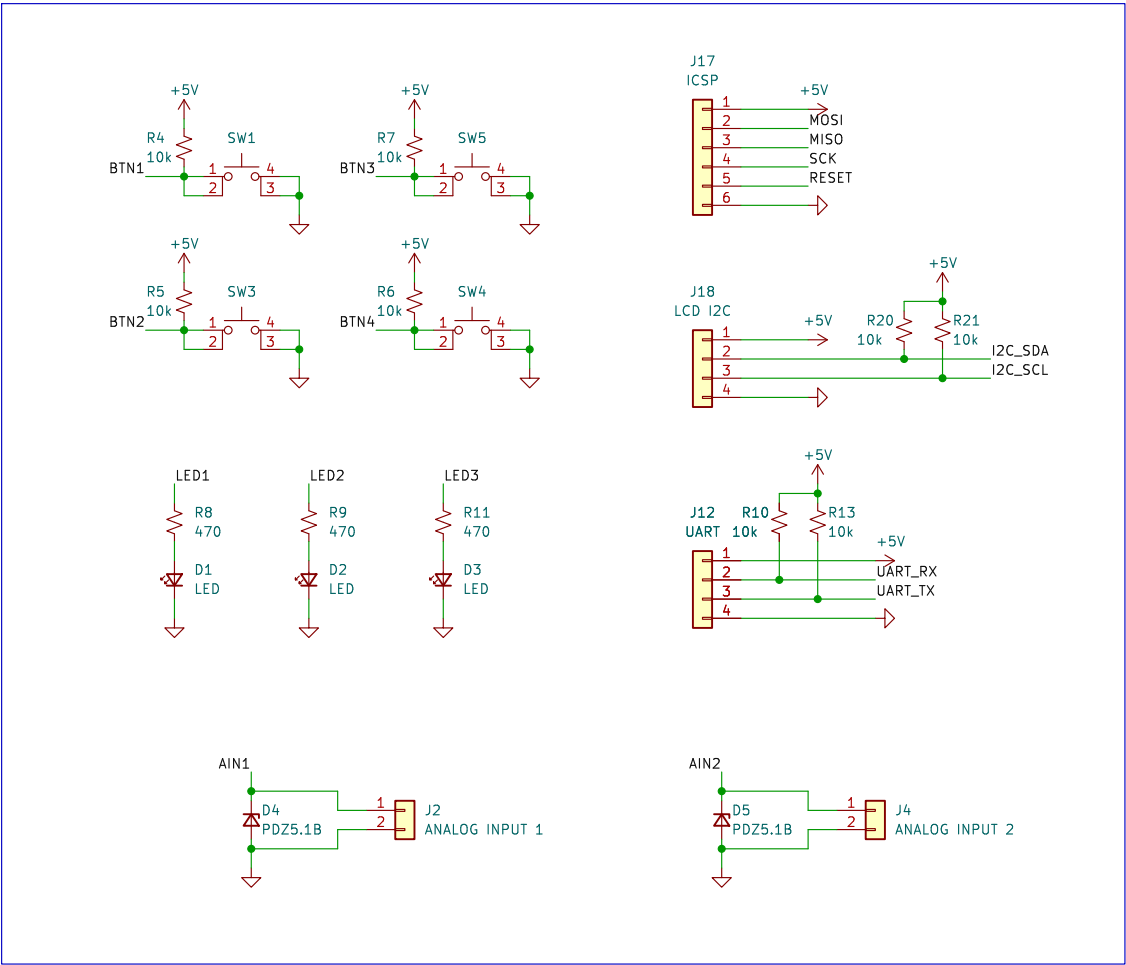 +5V
R4
10k
SW1
BTN1
1
2
4
3
+5V
R7
10k
SW5
BTN3
1
2
4
3
J17
ICSP
1
2
3
4
5
6
+5V
MOSI
MISO
SCK
RESET
+5V
R5
10k
SW3
BTN2
1
2
4
3
+5V
R6
10k
SW4
BTN4
1
2
4
3
J18
LCD I2C
1
2
3
4
+5V
+5V
R20
10k
R21
10k
I2C_SDA
I2C_SCL
LED1
R8
470
D1
LED
LED2
R9
470
D2
LED
LED3
R11
470
D3
LED
+5V
J12
UART
R10
10k
R13
10k
1
2
3
4
+5V
UART_RX
UART_TX
AIN1
D4
PDZ5.1B
1
2
J2
ANALOG INPUT 1
AIN2
D5
PDZ5.1B
1
2
J4
ANALOG INPUT 2